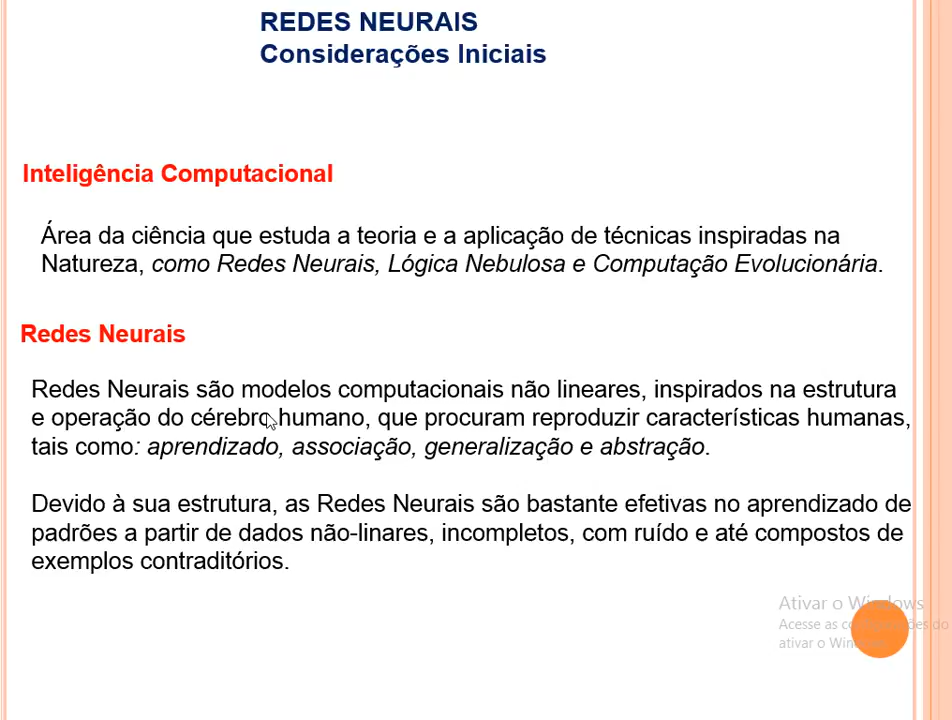 REDES NEURAIS
Considerações Iniciais
Inteligência Computacional
Área da ciência que estuda a teoria e a aplicação de técnicas inspiradas na
Natureza, como Redes Neurais, Lógica Nebulosa e Computação Evolucionária.
Redes Neurais
Redes Neurais são modelos computacionais não lineares, inspirados na estrutura
e operação do cérebro humano, que procuram reproduzir características humanas,
tais como: aprendizado, associação, generalização e abstração.
Devido à sua estrutura, as Redes Neurais são bastante efetivas no aprendizado de
padrões a partir de dados não-linares, incompletos, com ruído e até compostos de
exemplos contraditórios.
Ativar o Windows
Acesse as configurações do
ativar o Windows